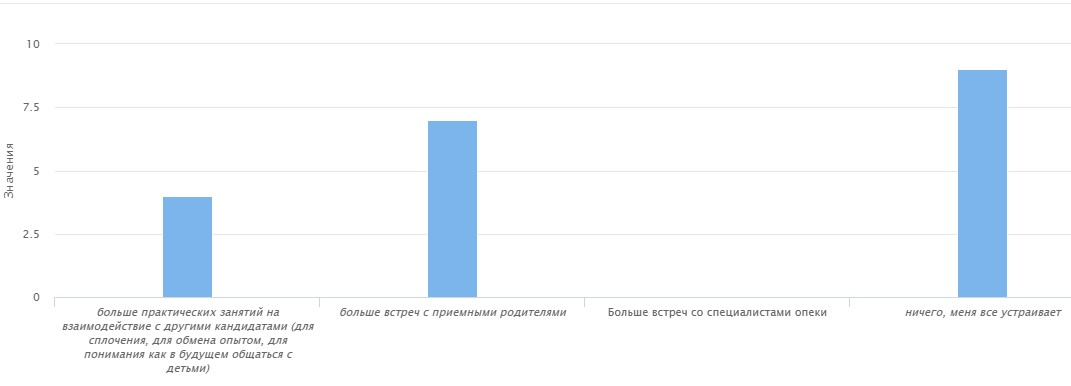 10
7.5
5
2.5
0
Значения
больше практических занятий на
взаимодействие с другими кандидатами (для
сплочения, для обмена опытом, для
понимания как в будущем общаться с
детьми)
больше встреч с приемными родителями
Больше встреч со специалистами опеки
ничего, меня все устраивает